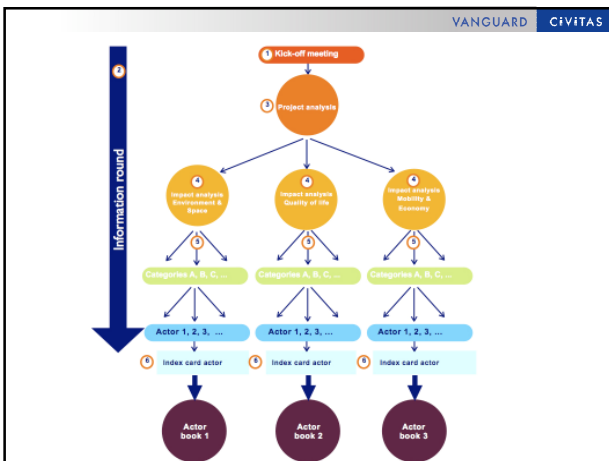 VANGUARD CiViTAS
1 Kick-off meeting
2
Information round
3 Project analysis
4
Impact analysis
Environment &
Space
4
Impact analysis
Quality of life
4
Impact analysis
Mobility &
Economy
5
5
5
Categories A, B, C, ...
Categories A, B, C, ...
Categories A, B, C, ...
Actor 1, 2, 3, ...
Actor 1, 2, 3, ...
Actor 1, 2, 3, ...
6 Index card actor
6 Index card actor
6 Index card actor
Actor
book 1
Actor
book 2
Actor
book 3